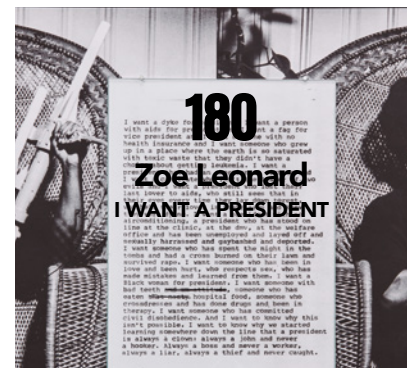 180
Zoe Leonard
I WANT A PRESIDENT
I want a dyke fo want a person
with aids for pr want a fag for
vice president a e with no
health insurance and I want someone who grew
up in a place where the earth is so saturated
with toxic waste that they didn't have a
about getting leukemia. I want a
last lover to aids, who still sees that in
airconditioning, a president who has stood on
line at the clinic, at the dmv, at the welfare
office and has been unemployed and layed off and
sexually harrassed and gaybashed and deported.
I want someone who has spent the night in the
tombs and had a cross burned on their lawn and
survived rape. I want someone who has been in
love and been hurt, who respects sex, who has
made mistakes and learned from them. I want a
Black woman for president. I want someone with
bad teeth someone who has
eaten hospital food, someone who
crossdresses and has done drugs and been in
therapy. I want someone who has committed
civil disobedience. And I want to know why this
isn't possible. I want to know why we started
learning somewhere down the line that a president
is always a clown: always a john and never
a hooker. Always a boss and never a worker,
always a liar, always a thief and never caught.